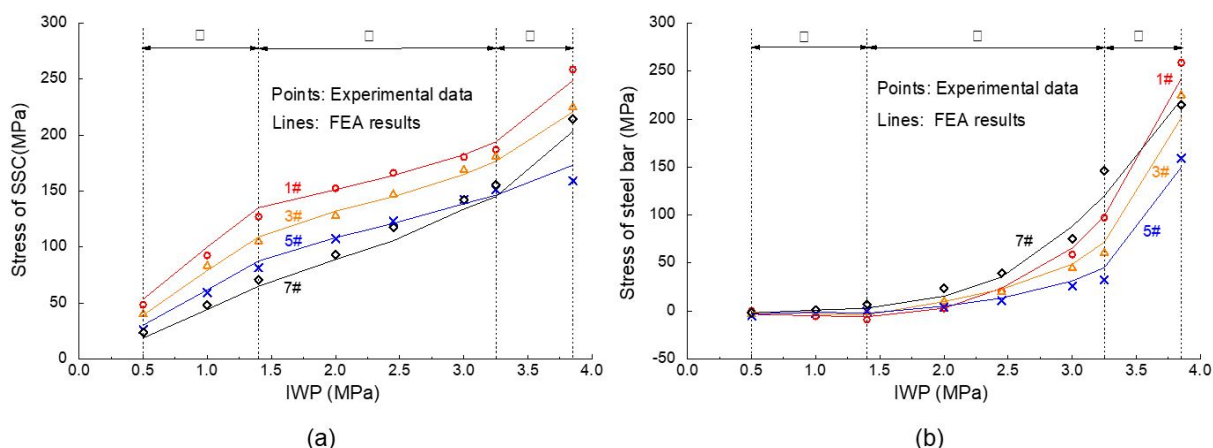 300
250
200
150
100
50
0
Stress of SSC(MPa)
Points: Experimental data
Lines: FEA results
1#
3#
5#
7#
0.0 0.5 1.0 1.5 2.0 2.5 3.0 3.5 4.0
IWP (MPa)
(a)
300
250
200
150
100
50
0
-50
Stress of steel bar (MPa)
Points: Experimental data
Lines: FEA results
1#
3#
5#
7#
0.0 0.5 1.0 1.5 2.0 2.5 3.0 3.5 4.0
IWP (MPa)
(b)